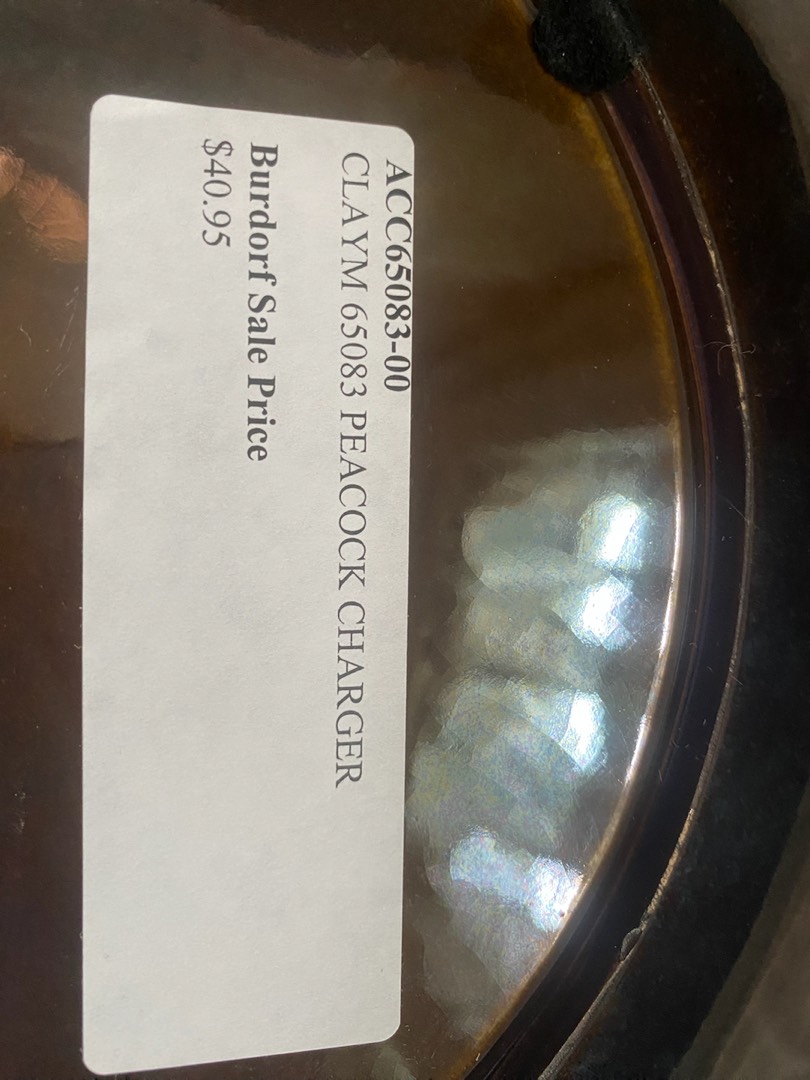 ACC65083-00
CLAYM 65083 PEACOCK CHARGER
Burdorf Sale Price
$40.95